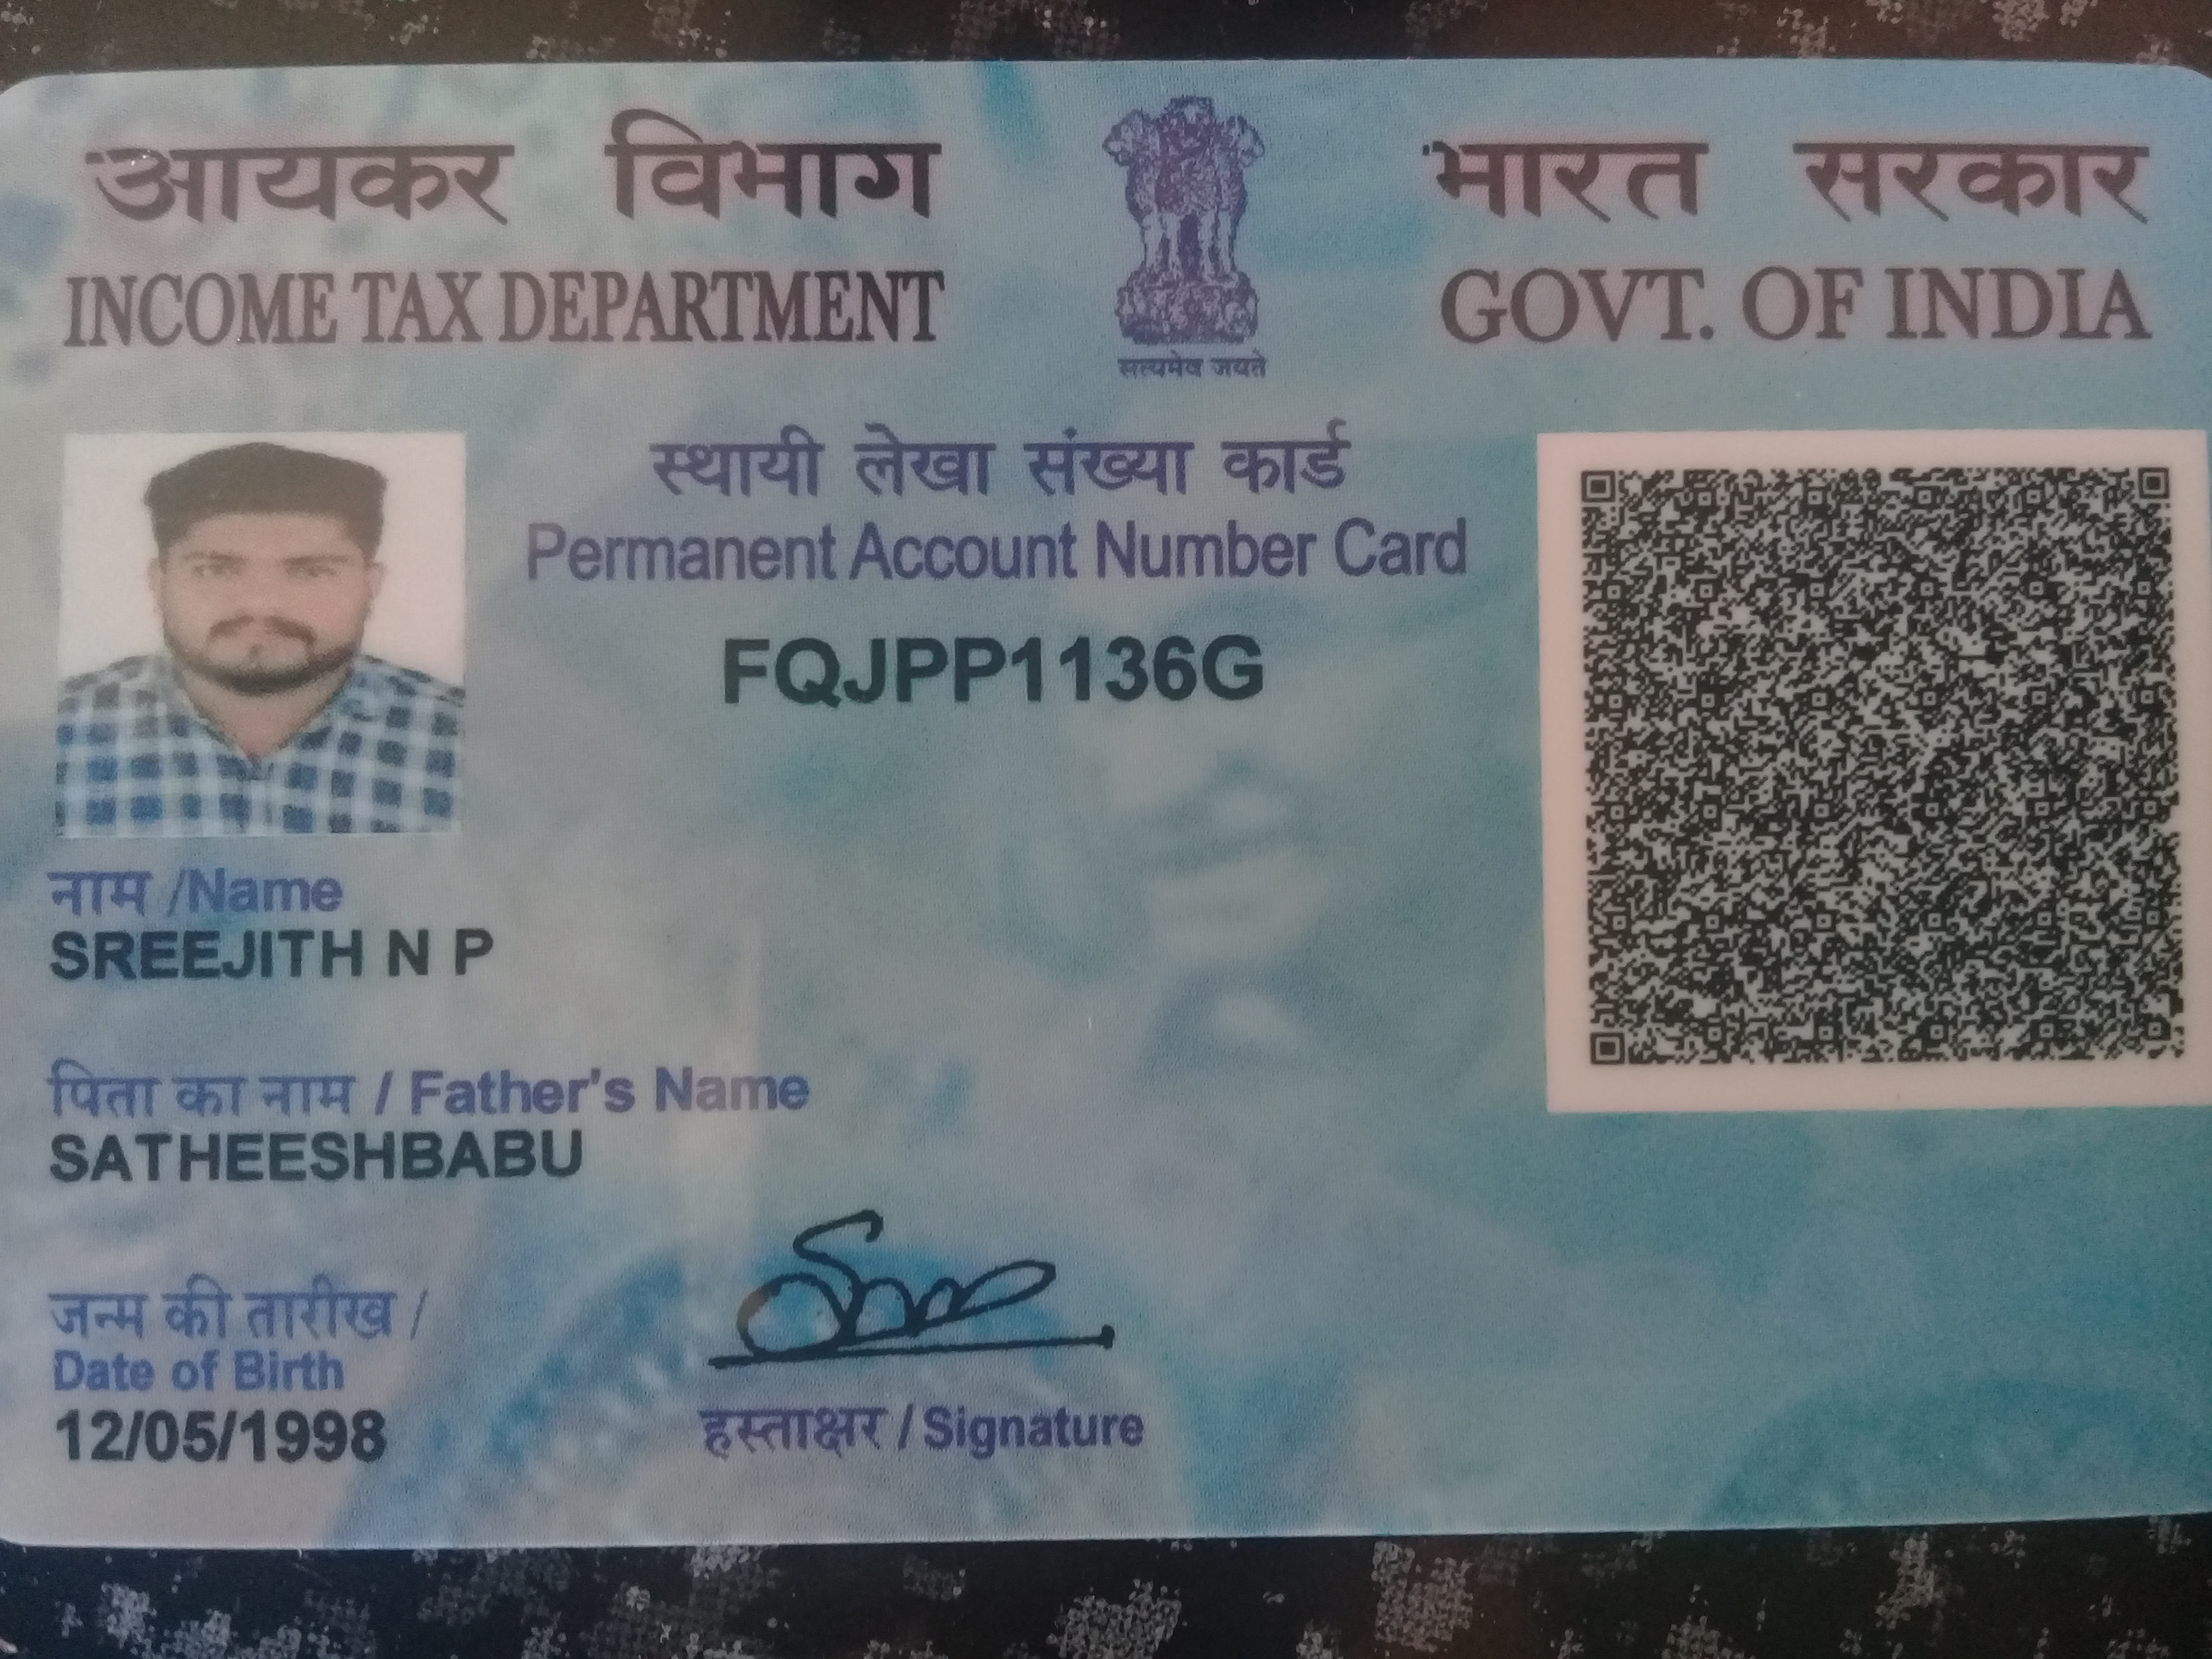 आयकर विभाग
INCOME TAX DEPARTMENT
सत्यमेव जयते
भारत सरकार
GOVT. OF INDIA
स्थायी लेखा संख्या कार्ड
Permanent Account Number Card
FQJPP1136G
नाम /Name
SREEJITH N P
पिता का नाम / Father's Name
SATHEESHBABU
जन्म की तारीख /
Date of Birth
12/05/1998
हस्ताक्षर / Signature